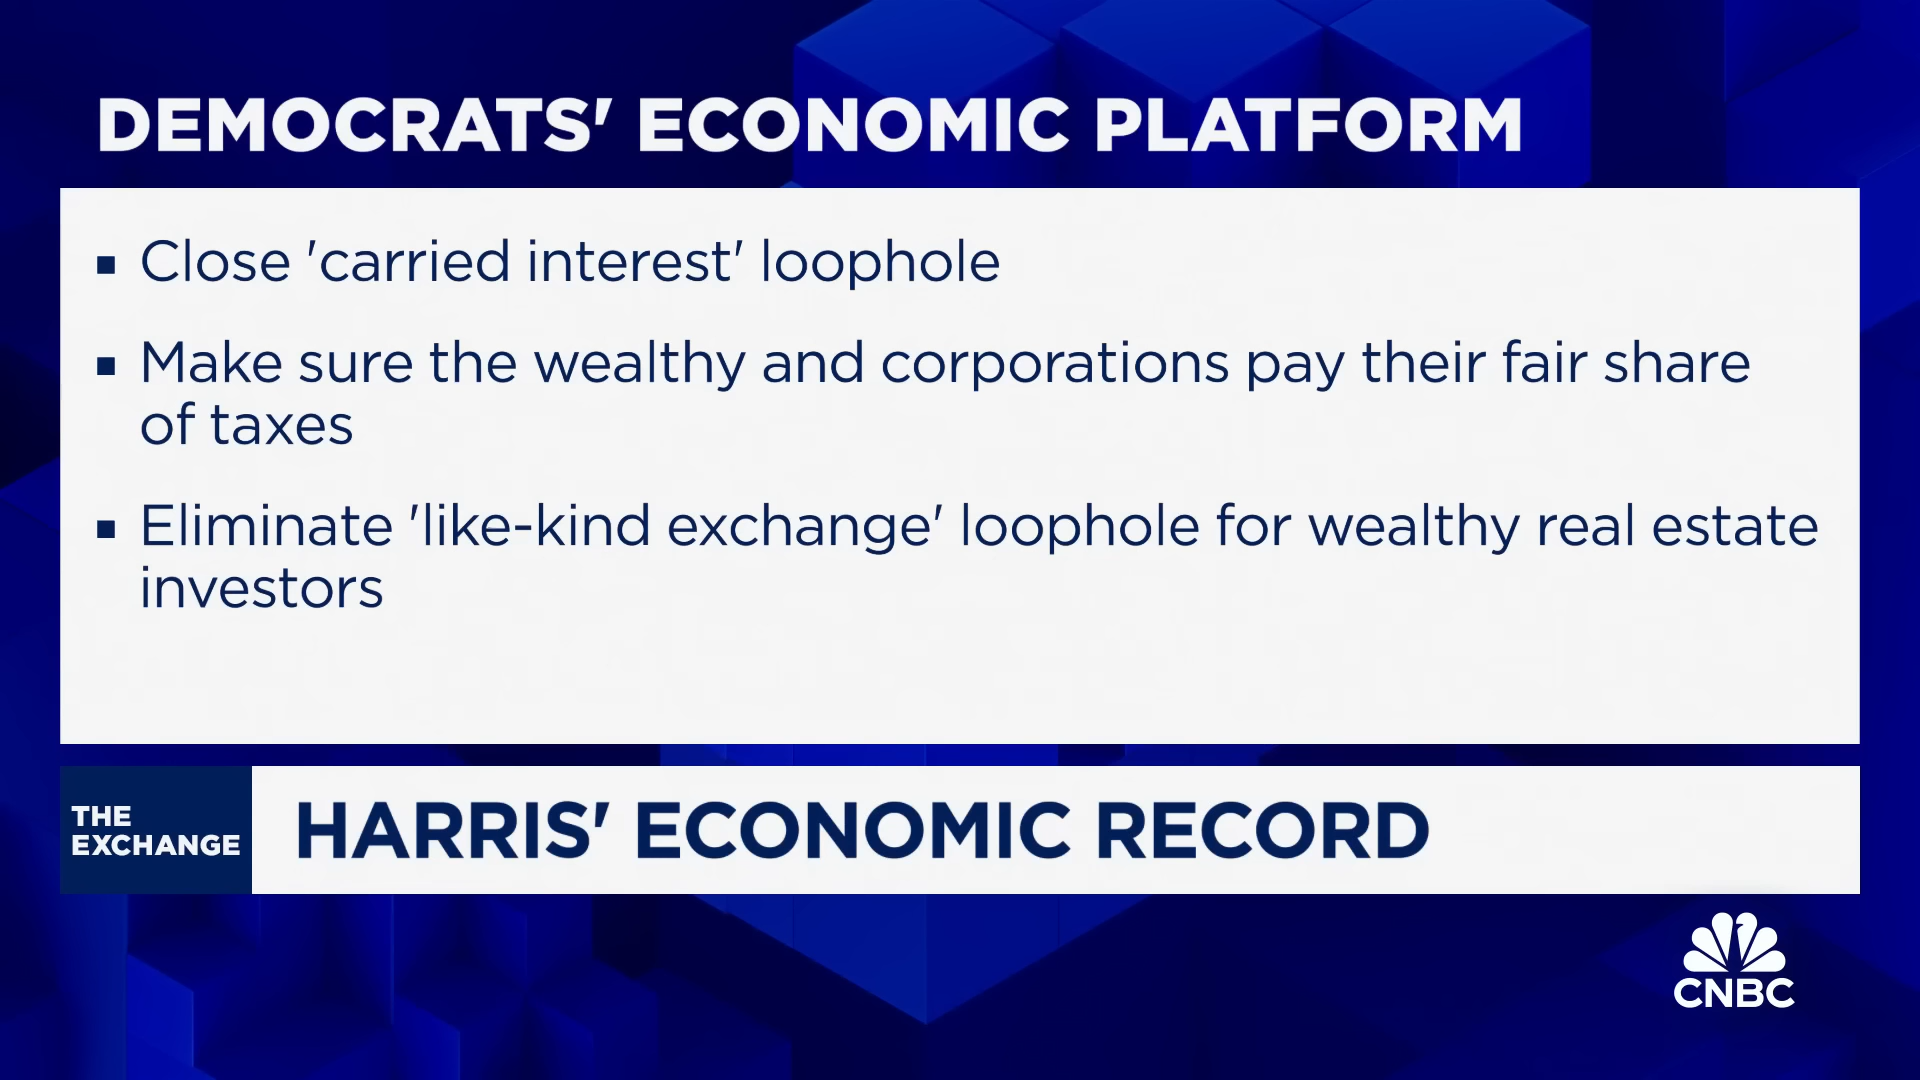 DEMOCRATS' ECONOMIC PLATFORM
▪ Close 'carried interest' loophole
▪ Make sure the wealthy and corporations pay their fair share
of taxes
▪ Eliminate 'like-kind exchange' loophole for wealthy real estate
investors
THE
EXCHANGE
HARRIS' ECONOMIC RECORD
CNBC